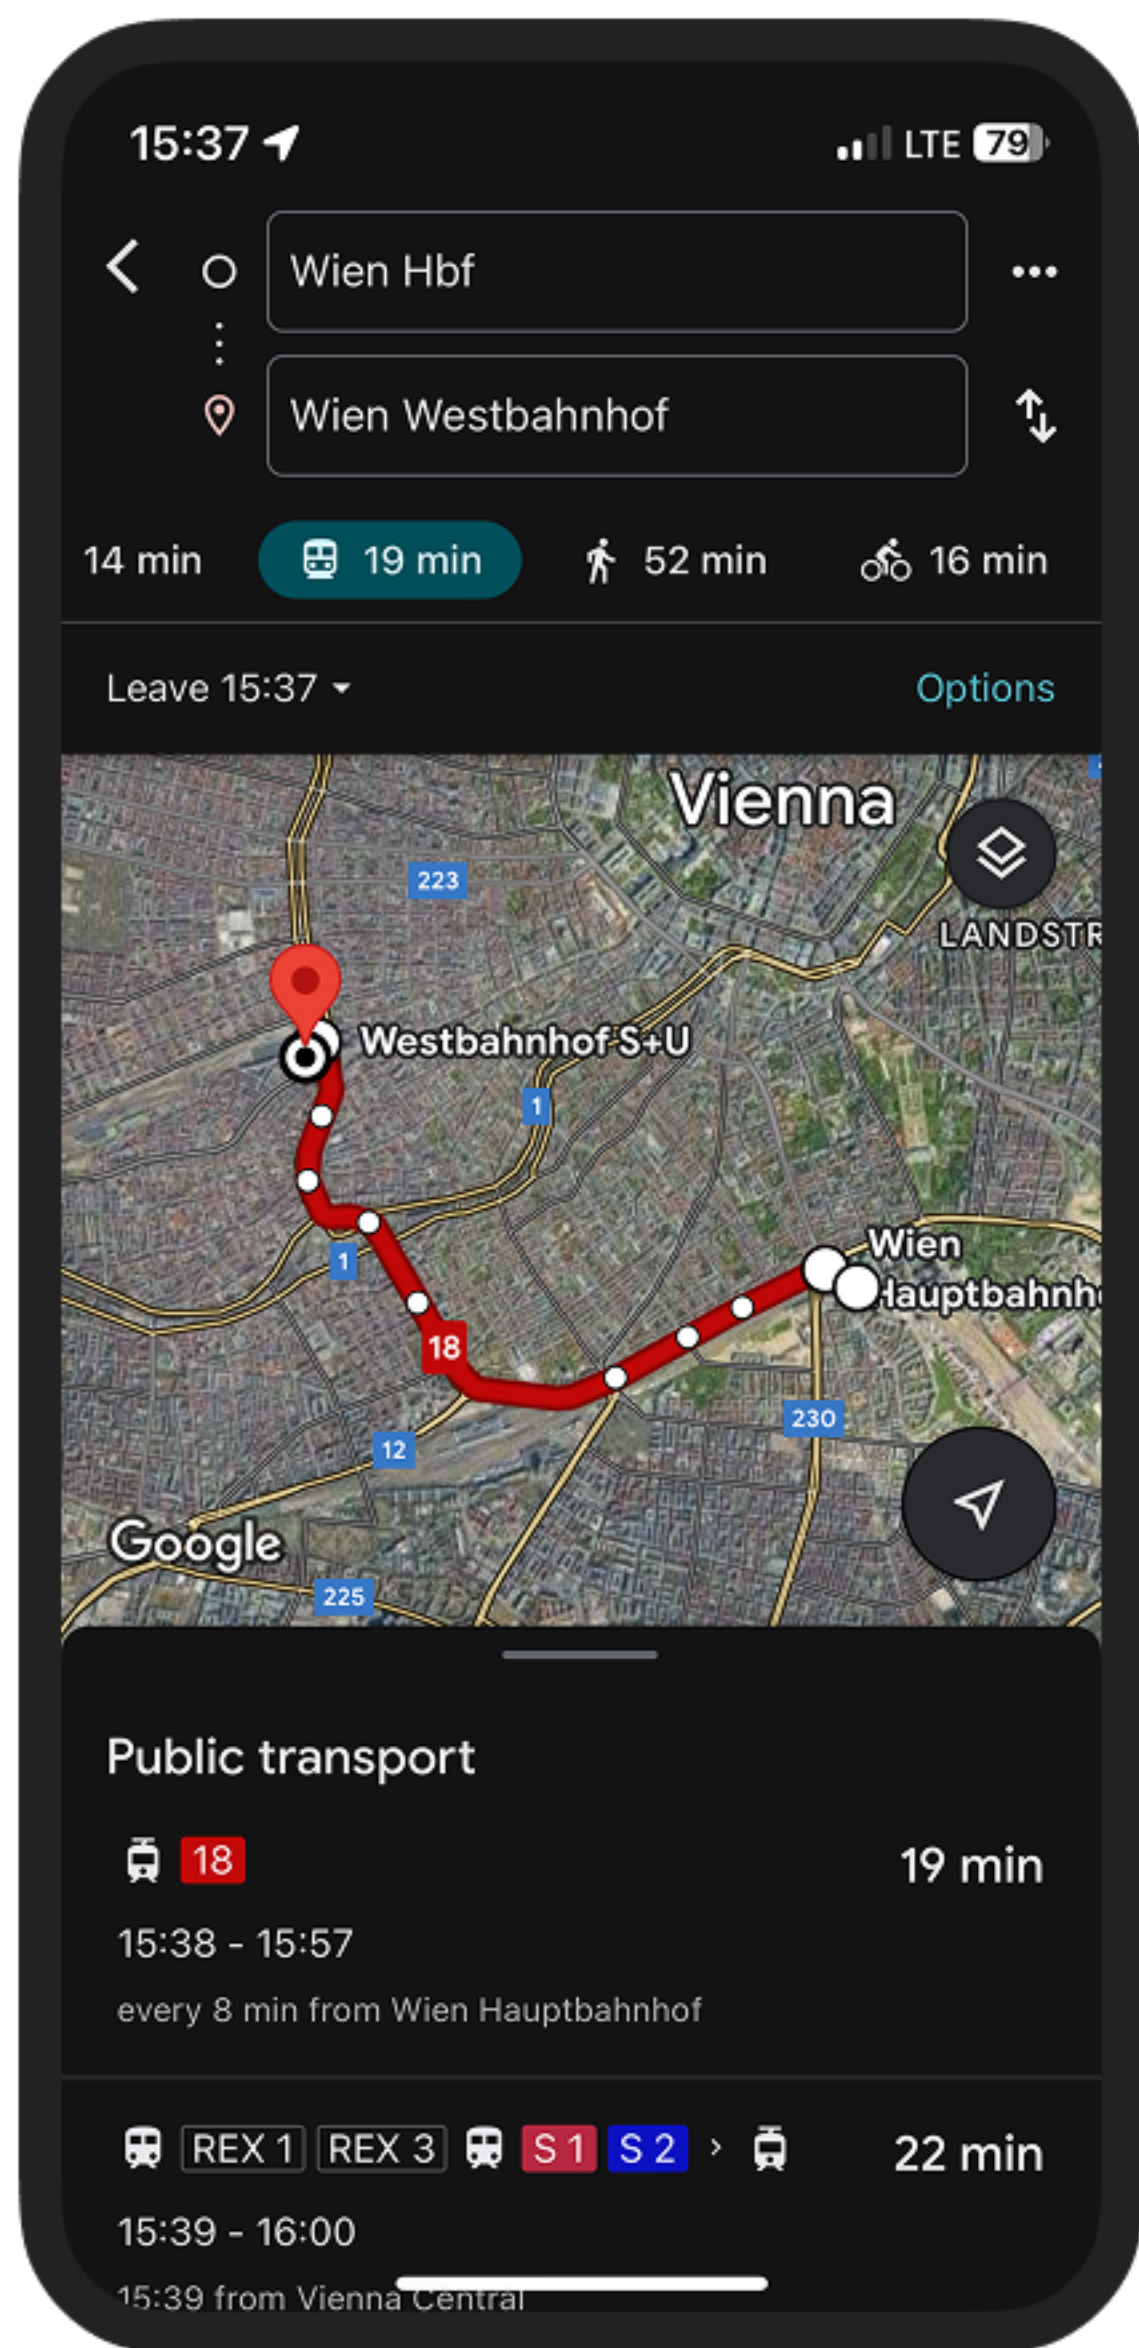 15:37 LTE 79
Wien Hbf
Wien Westbahnhof
14 min 19 min 52 min 16 min
Leave 15:37 Options
Vienna
223
LANDSTR
Westbahnhof S+U
1
Wien
Hauptbahnh
1
18
230
12
Google
225
Public transport
18 19 min
15:38 - 15:57
every 8 min from Wien Hauptbahnhof
REX 1 REX 3 S 1 S 2 › 22 min
15:39 - 16:00
15:39 from Vienna Central